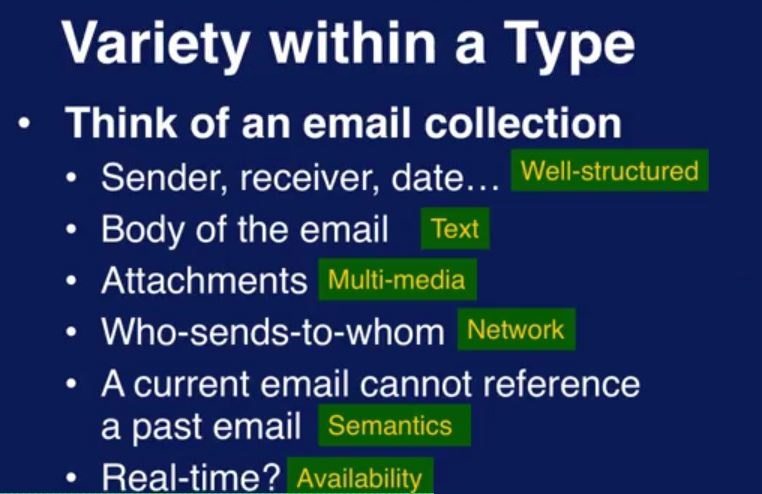 Variety within a Type
• Think of an email collection
• Sender, receiver, date… Well-structured
• Body of the email Text
• Attachments Multi-media
• Who-sends-to-whom Network
• A current email cannot reference
a past email Semantics
• Real-time? Availability